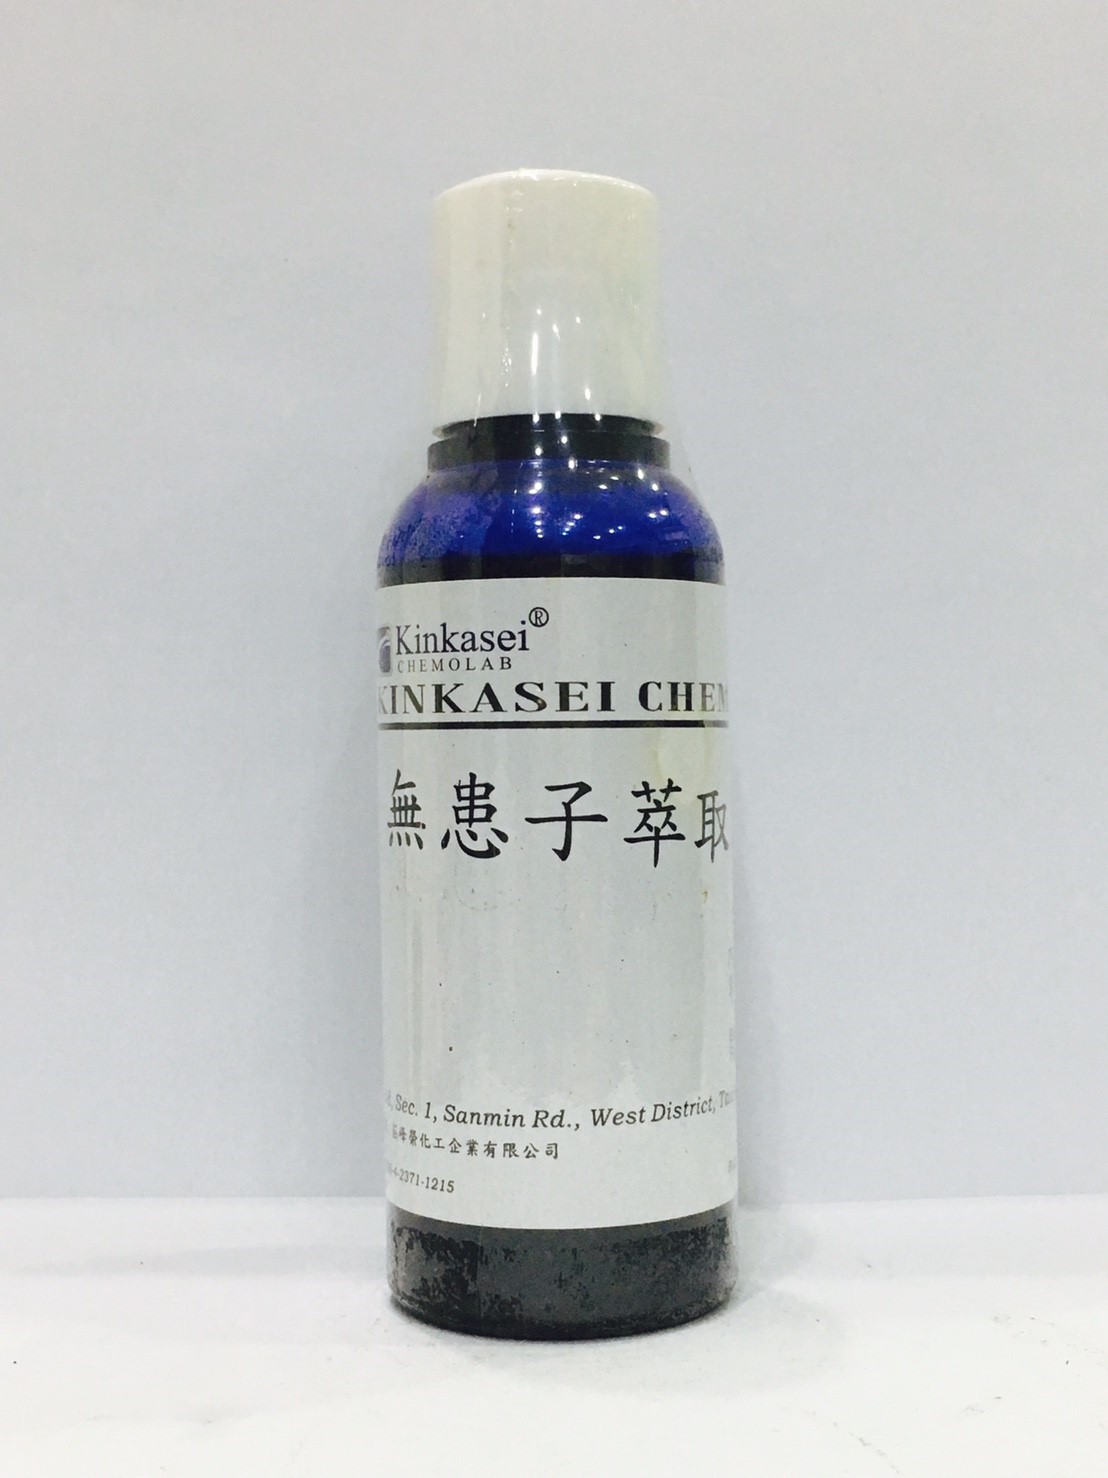 Kinkasei®
CHEMOLAB
KINKASEI CHEM
無患子萃取
Sec. 1, Sanmin Rd., West District,
化工企業有限公司
4-2371-1215